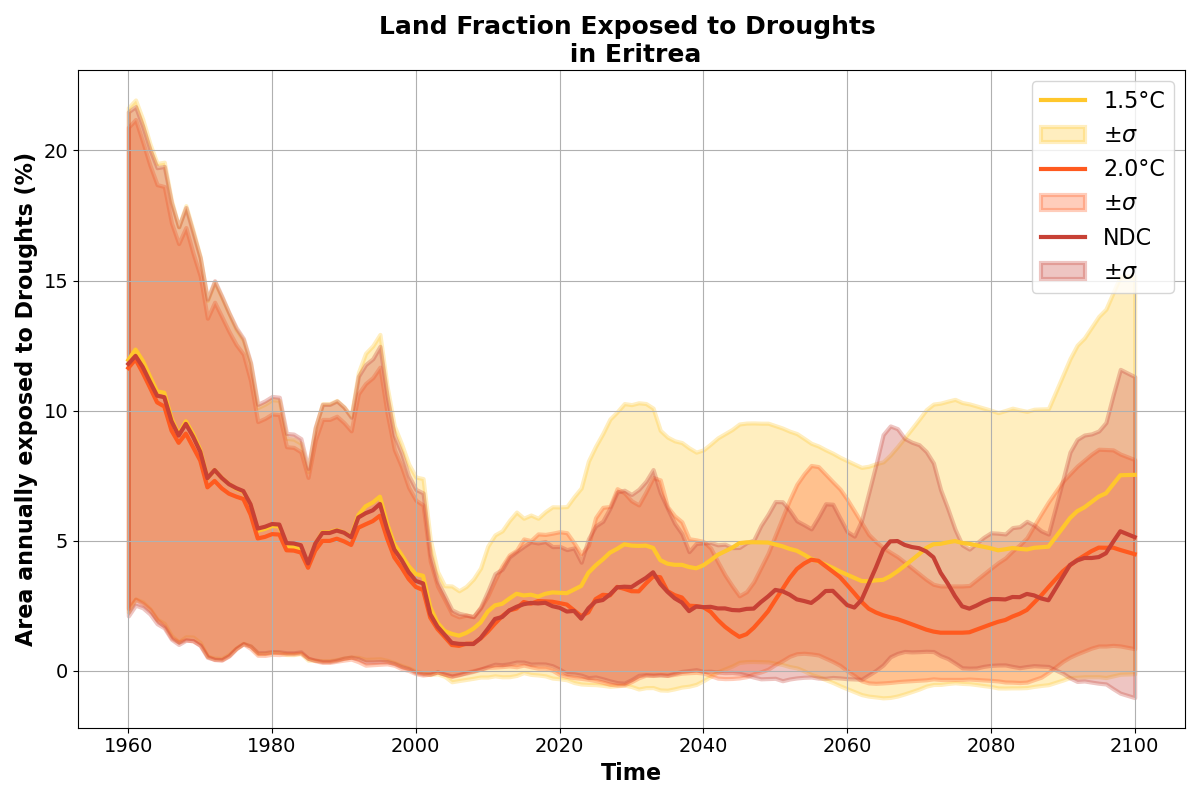 Land Fraction Exposed to Droughts
in Eritrea
Area annually exposed to Droughts (%)
20
15
10
5
0
1960 1980 2000 2020 2040 2060 2080 2100
Time
1.5°C
±σ
2.0°C
±σ
NDC
±σ